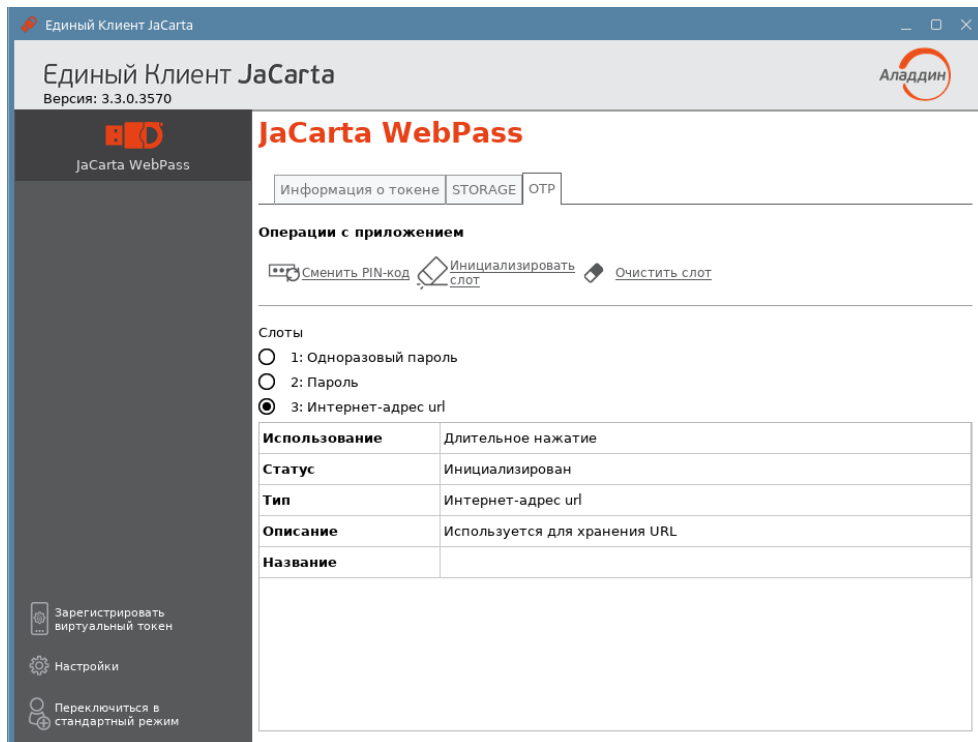 Единый Клиент JaCarta
Единый Клиент JaCarta
Версия: 3.3.0.3570
Аладдин
JaCarta WebPass
JaCarta WebPass
Информация о токене STORAGE OTP
Операции с приложением
Сменить PIN-код Инициализировать
слот Очистить слот
Слоты
1: Одноразовый пароль
2: Пароль
3: Интернет-адрес url
Использование Длительное нажатие
Статус Инициализирован
Тип Интернет-адрес url
Описание Используется для хранения URL
Название
Зарегистрировать
виртуальный токен
Настройки
Переключиться в
стандартный режим